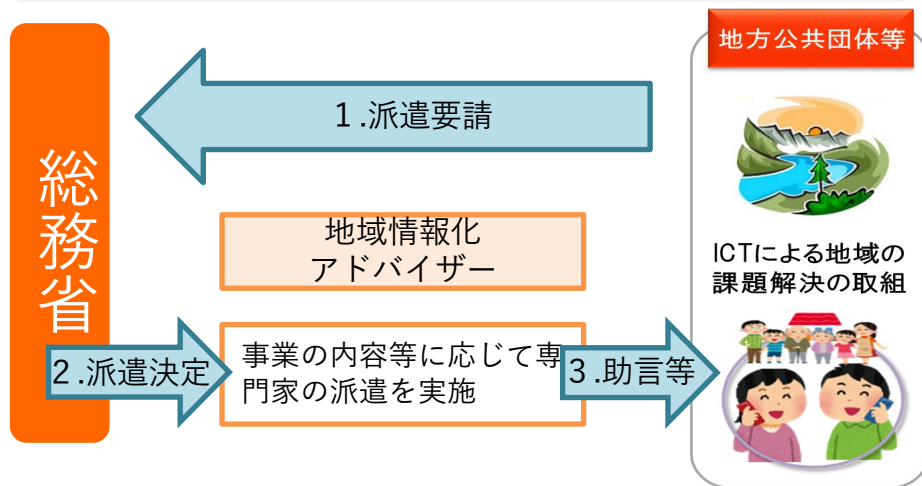 地方公共団体等
1.派遣要請
総務省
地域情報化
アドバイザー
ICTによる地域の
課題解決の取組
2.派遣決定
事業の内容等に応じて専
門家の派遣を実施
3.助言等